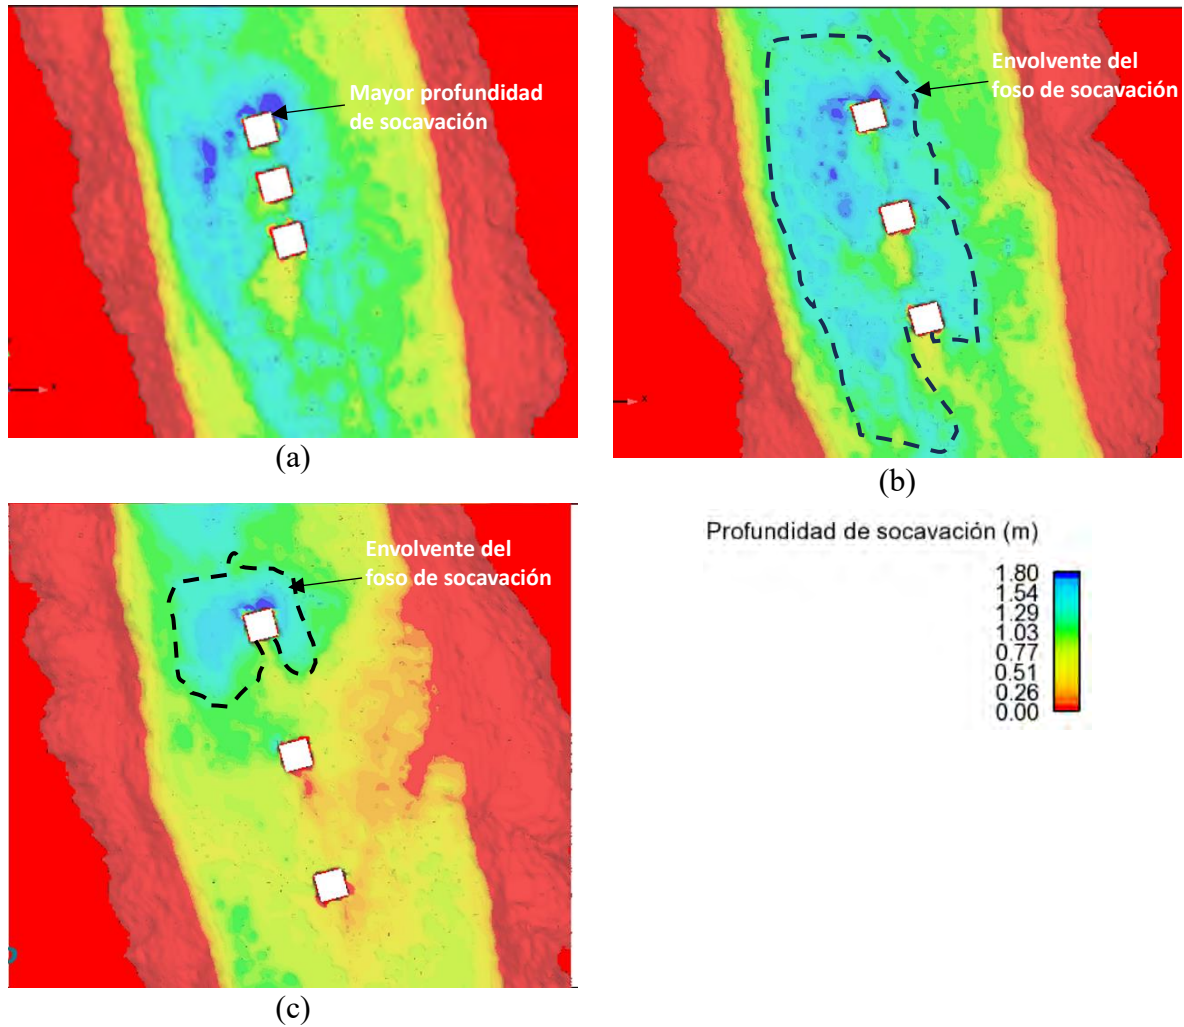 Mayor profundidad
de socavación
(a)
Envolvente del
foso de socavación
x
(b)
Envolvente del
foso de socavación
(c)
Profundidad de socavación (m)
1.80
1.54
1.29
1.03
0.77
0.51
0.26
0.00